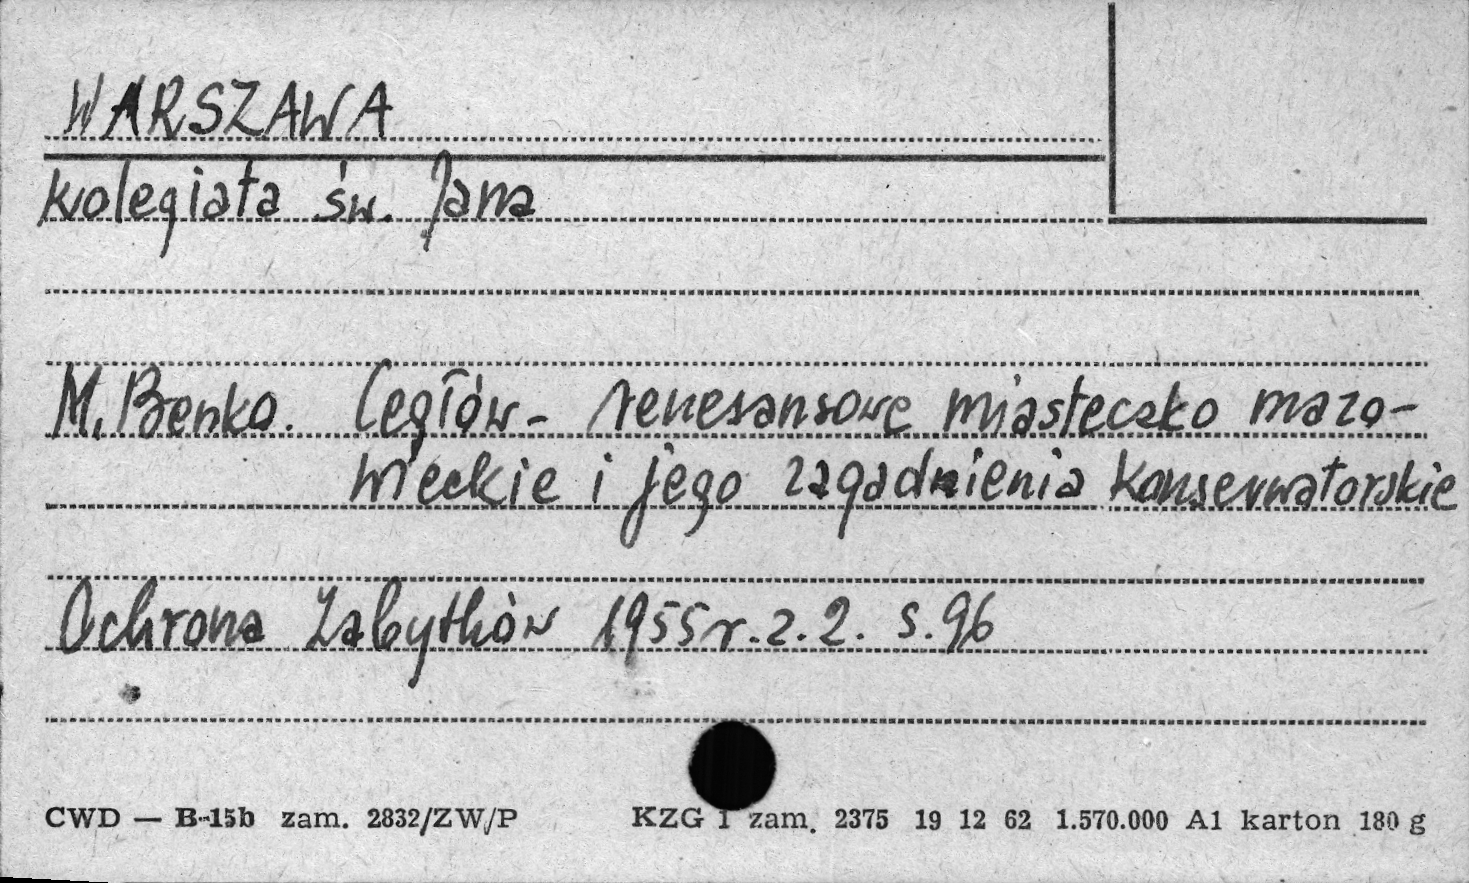 WARSZAWA
kolegiata św. Jana
M. Benko. Cegłów - renesansowe miasteczko mazo-
wieckie i jego zagadnienia konserwatorskie
Ochrona Zabytków 1955 r. z. 2. s. 96
CWD — B-15b zam. 2832/ZW/P KZG 1 zam. 2375 19 12 62 1.570.000 A1 karton 180 g